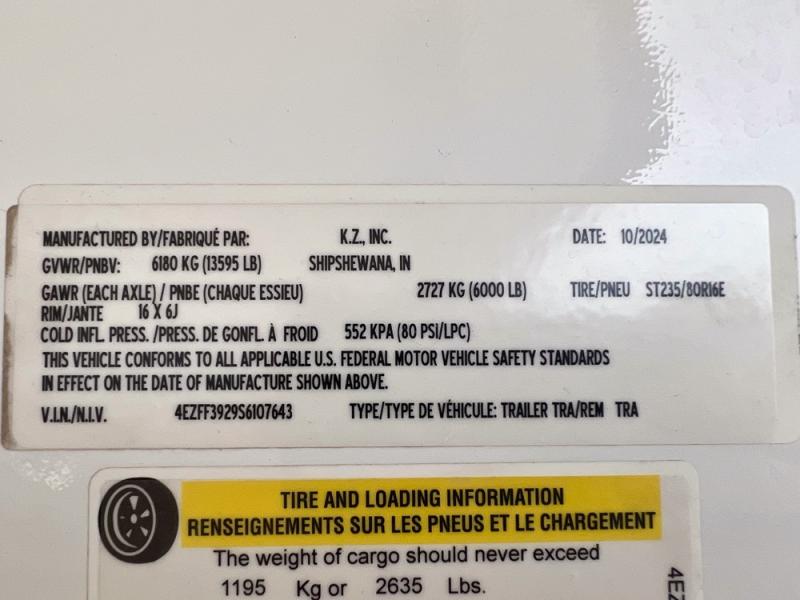 MANUFACTURED BY/FABRIQUÉ PAR: K.Z., INC. DATE: 10/2024
GVWR/PNBV: 6180 KG (13595 LB) SHIPSHEWANA, IN
GAWR (EACH AXLE) / PNBE (CHAQUE ESSIEU) 2727 KG (6000 LB) TIRE/PNEU ST235/80R16E
RIM/JANTE 16 X 6J
COLD INFL. PRESS. /PRESS. DE GONFL. À FROID 552 KPA (80 PSI/LPC)
THIS VEHICLE CONFORMS TO ALL APPLICABLE U.S. FEDERAL MOTOR VEHICLE SAFETY STANDARDS
IN EFFECT ON THE DATE OF MANUFACTURE SHOWN ABOVE.
V.I.N./N.I.V. 4EZFF3929S6107643 TYPE/TYPE DE VÉHICULE: TRAILER TRA/REM TRA
TIRE AND LOADING INFORMATION
RENSEIGNEMENTS SUR LES PNEUS ET LE CHARGEMENT
The weight of cargo should never exceed
1195 Kg or 2635 Lbs.